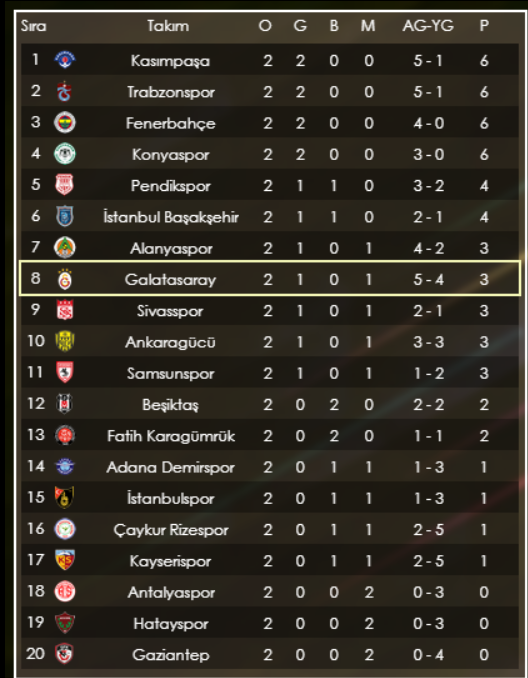 Sıra Takım O G B M AG-YG P
1 Kasımpaşa 2 2 0 0 5 - 1 6
2 Trabzonspor 2 2 0 0 5 - 1 6
3 Fenerbahçe 2 2 0 0 4 - 0 6
4 Konyaspor 2 2 0 0 3 - 0 6
5 Pendikspor 2 1 1 0 3 - 2 4
6 İstanbul Başakşehir 2 1 1 0 2 - 1 4
7 Alanyaspor 2 1 0 1 4 - 2 3
8 Galatasaray 2 1 0 1 5 - 4 3
9 Sivasspor 2 1 0 1 2 - 1 3
10 Ankaragücü 2 1 0 1 3 - 3 3
11 Samsunspor 2 1 0 1 1 - 2 3
12 Beşiktaş 2 0 2 0 2 - 2 2
13 Fatih Karagümrük 2 0 2 0 1 - 1 2
14 Adana Demirspor 2 0 1 1 1 - 3 1
15 İstanbulspor 2 0 1 1 1 - 3 1
16 Çaykur Rizespor 2 0 1 1 2 - 5 1
17 Kayserispor 2 0 1 1 2 - 5 1
18 Antalyaspor 2 0 0 2 0 - 3 0
19 Hatayspor 2 0 0 2 0 - 3 0
20 Gaziantep 2 0 0 2 0 - 4 0